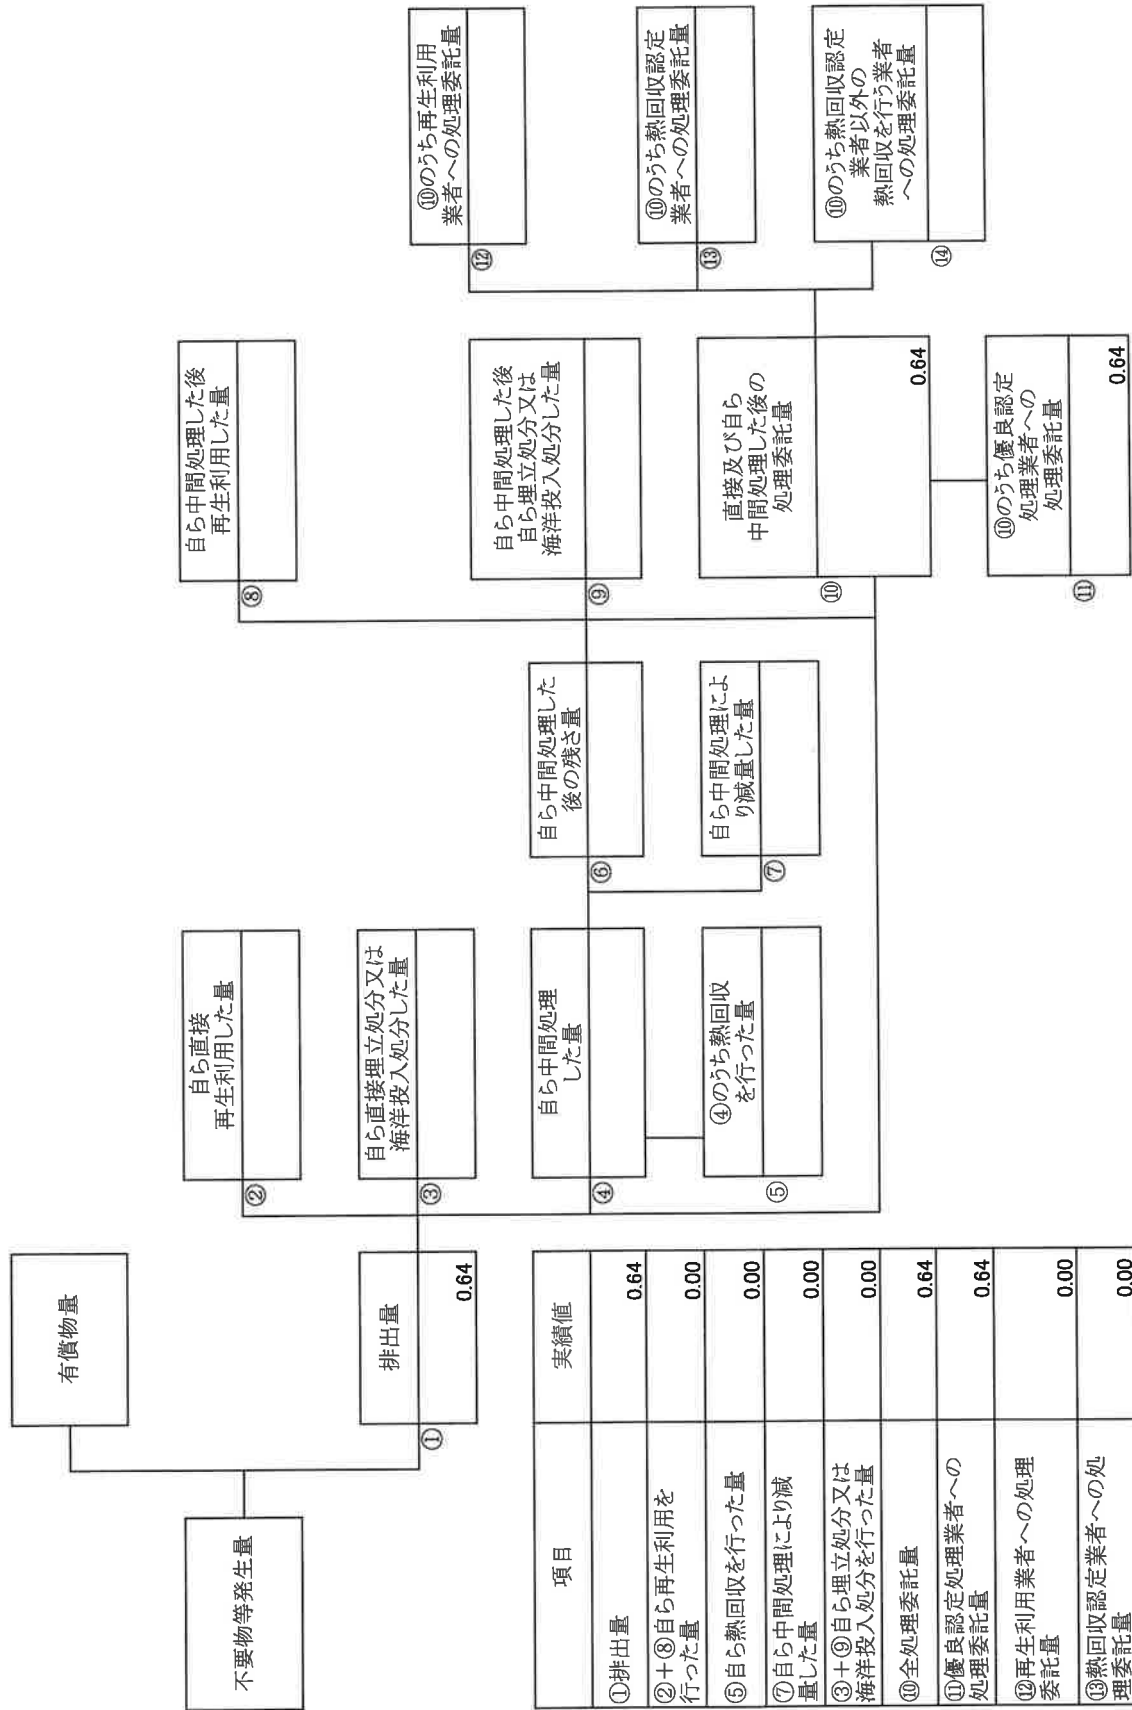 不要物等発生量
有償物量
排出量
①
0.64
②
自ら直接
再生利用した量
③
自ら直接埋立処分又は
海洋投入処分した量
④
自ら中間処理
した量
⑤
④のうち熱回収
を行った量
⑥
自ら中間処理した
後の残さ量
⑦
自ら中間処理によ
り減量した量
⑧
自ら中間処理した後
再生利用した量
⑨
自ら中間処理した後
自ら埋立処分又は
海洋投入処分した量
⑩
直接及び自ら
中間処理した後の
処理委託量
0.64
⑪
⑩のうち優良認定
処理業者への
処理委託量
0.64
⑫
⑩のうち再生利用
業者への処理委託量
⑬
⑩のうち熱回収認定
業者への処理委託量
⑭
⑩のうち熱回収認定
業者以外の
熱回収を行う業者
への処理委託量
項目 実績値
①排出量 0.64
②+⑧自ら再生利用を
行った量 0.00
⑤自ら熱回収を行った量 0.00
⑦自ら中間処理により減
量した量 0.00
③+⑨自ら埋立処分又は
海洋投入処分を行った量 0.00
⑩全処理委託量 0.64
⑪優良認定処理業者への
処理委託量 0.64
⑫再生利用業者への処理
委託量 0.00
⑬熱回収認定業者への処
理委託量 0.00